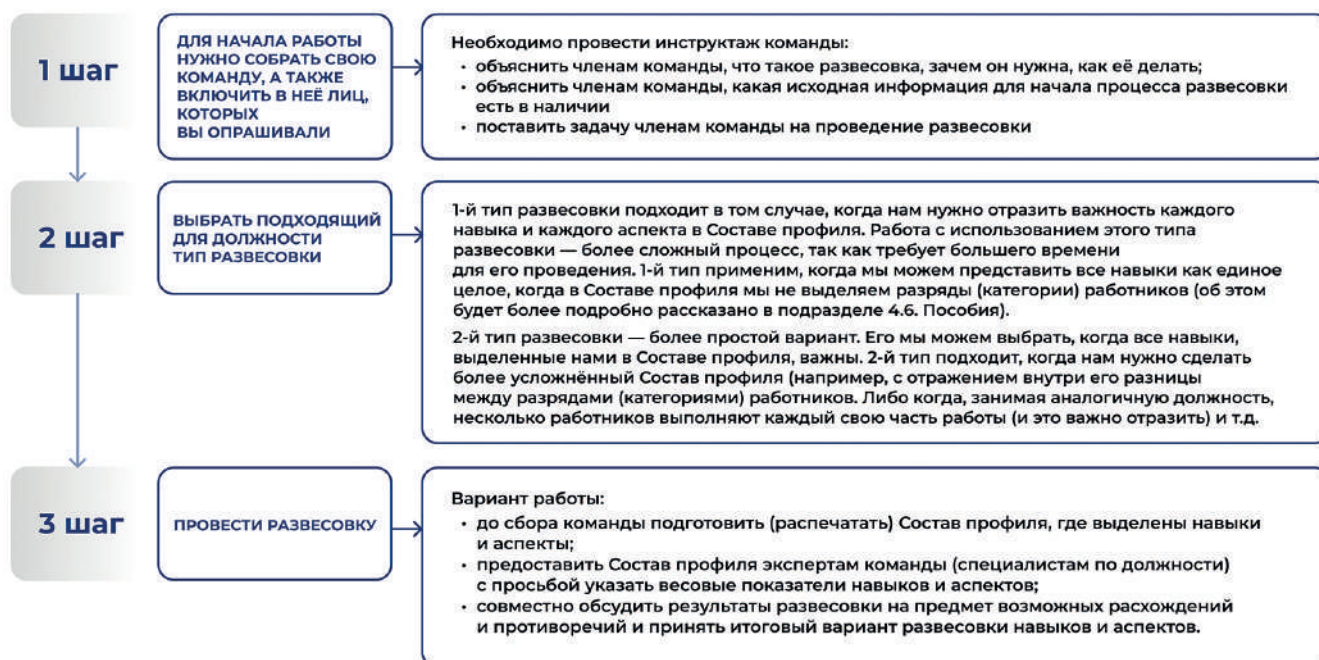 1 шаг
ДЛЯ НАЧАЛА РАБОТЫ
НУЖНО СОБРАТЬ СВОЮ
КОМАНДУ, А ТАКЖЕ
ВКЛЮЧИТЬ В НЕЁ ЛИЦ,
КОТОРЫХ
ВЫ ОПРАШИВАЛИ
Необходимо провести инструктаж команды:
• объяснить членам команды, что такое развесовка, зачем он нужна, как её делать;
• объяснить членам команды, какая исходная информация для начала процесса развесовки
есть в наличии
• поставить задачу членам команды на проведение развесовки
2 шаг
ВЫБРАТЬ ПОДХОДЯЩИЙ
ДЛЯ ДОЛЖНОСТИ
ТИП РАЗВЕСОВКИ
1-й тип развесовки подходит в том случае, когда нам нужно отразить важность каждого
навыка и каждого аспекта в Составе профиля. Работа с использованием этого типа
развесовки — более сложный процесс, так как требует большего времени
для его проведения. 1-й тип применим, когда мы можем представить все навыки как единое
целое, когда в Составе профиля мы не выделяем разряды (категории) работников (об этом
будет более подробно рассказано в подразделе 4.6. Пособия).
2-й тип развесовки — более простой вариант. Его мы можем выбрать, когда все навыки,
выделенные нами в Составе профиля, важны. 2-й тип подходит, когда нам нужно сделать
более усложнённый Состав профиля (например, с отражением внутри его разницы
между разрядами (категориями) работников. Либо когда, занимая аналогичную должность,
несколько работников выполняют каждый свою часть работы (и это важно отразить) и т.д.
3 шаг
ПРОВЕСТИ РАЗВЕСОВКУ
Вариант работы:
• до сбора команды подготовить (распечатать) Состав профиля, где выделены навыки
и аспекты;
• предоставить Состав профиля экспертам команды (специалистам по должности)
с просьбой указать весовые показатели навыков и аспектов;
• совместно обсудить результаты развесовки на предмет возможных расхождений
и противоречий и принять итоговый вариант развесовки навыков и аспектов.